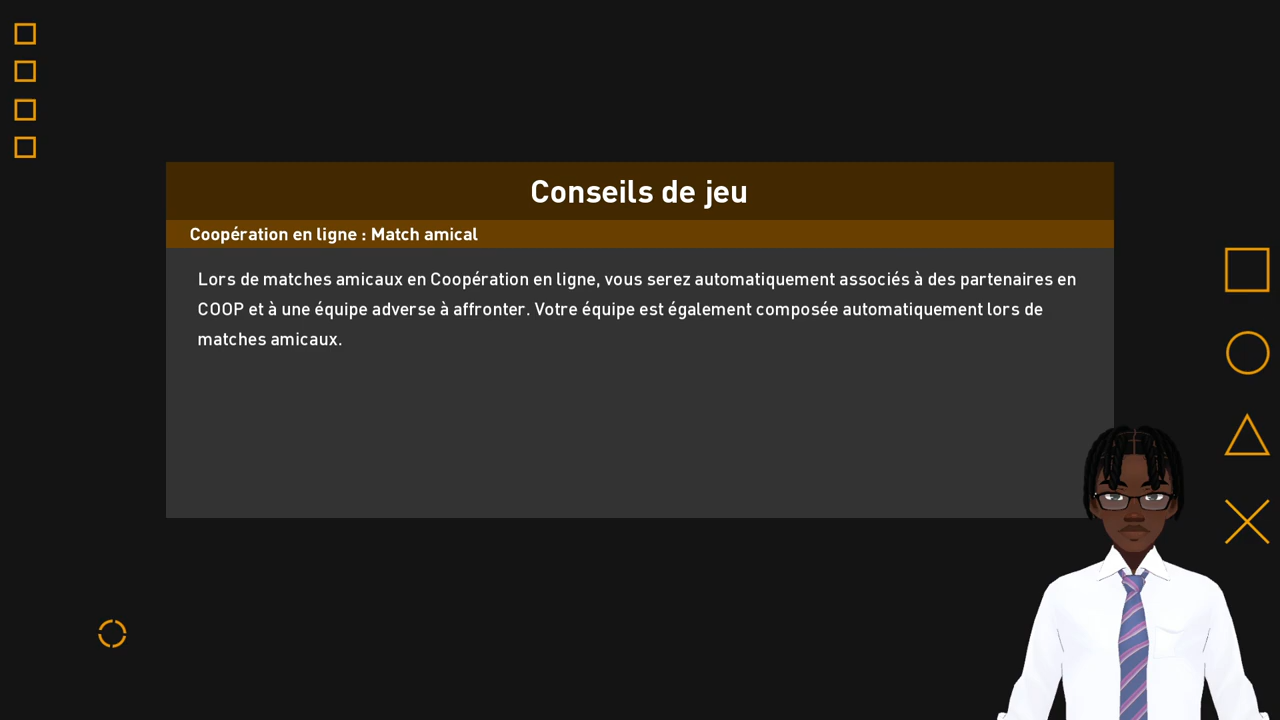 Conseils de jeu
Coopération en ligne : Match amical
Lors de matches amicaux en Coopération en ligne, vous serez automatiquement associés à des partenaires en
COOP et à une équipe adverse à affronter. Votre équipe est également composée automatiquement lors de
matches amicaux.